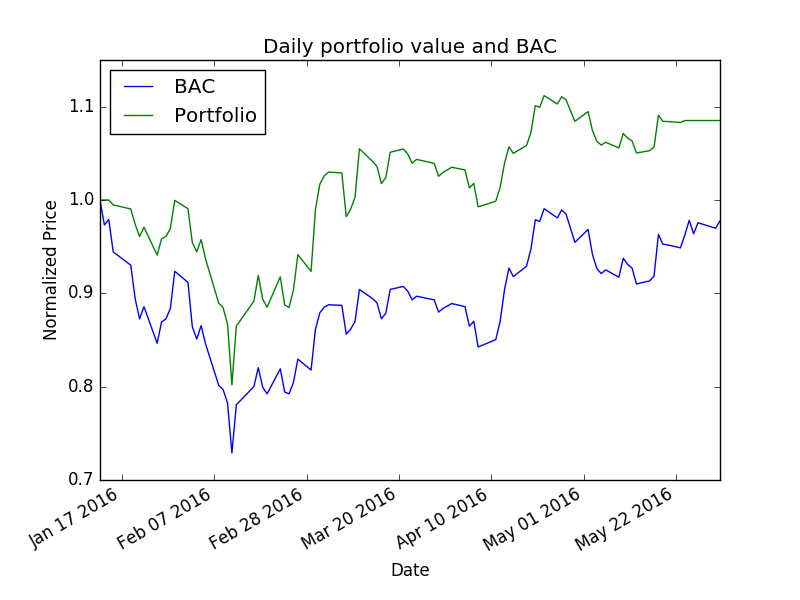 Daily portfolio value and BAC
BAC
Portfolio
1.1
1.0
0.9
0.8
0.7
Normalized Price
Jan 17 2016
Feb 07 2016
Feb 28 2016
Mar 20 2016
Apr 10 2016
May 01 2016
May 22 2016
Date